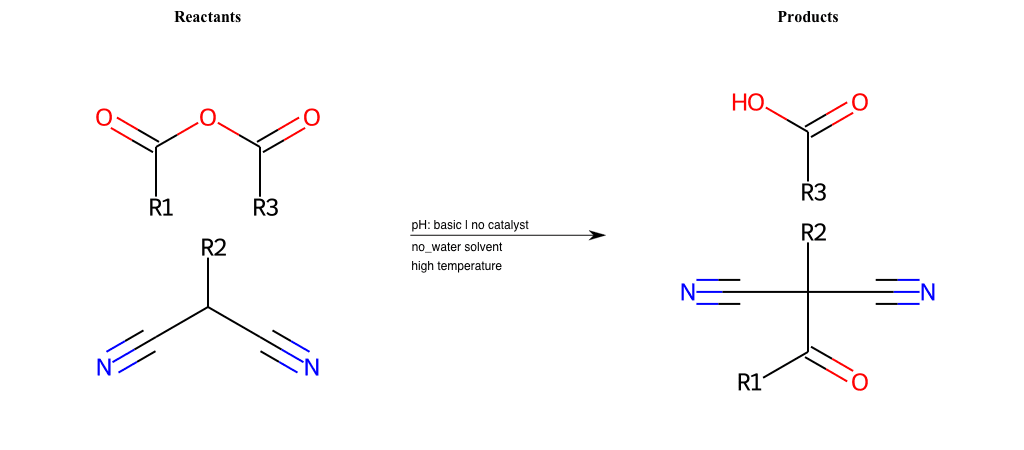 Reactants
Products
O O O
R1 R3
R2
N N
pH: basic | no catalyst
no_water solvent
high temperature
HO O
R3
R2
N N
R1 O